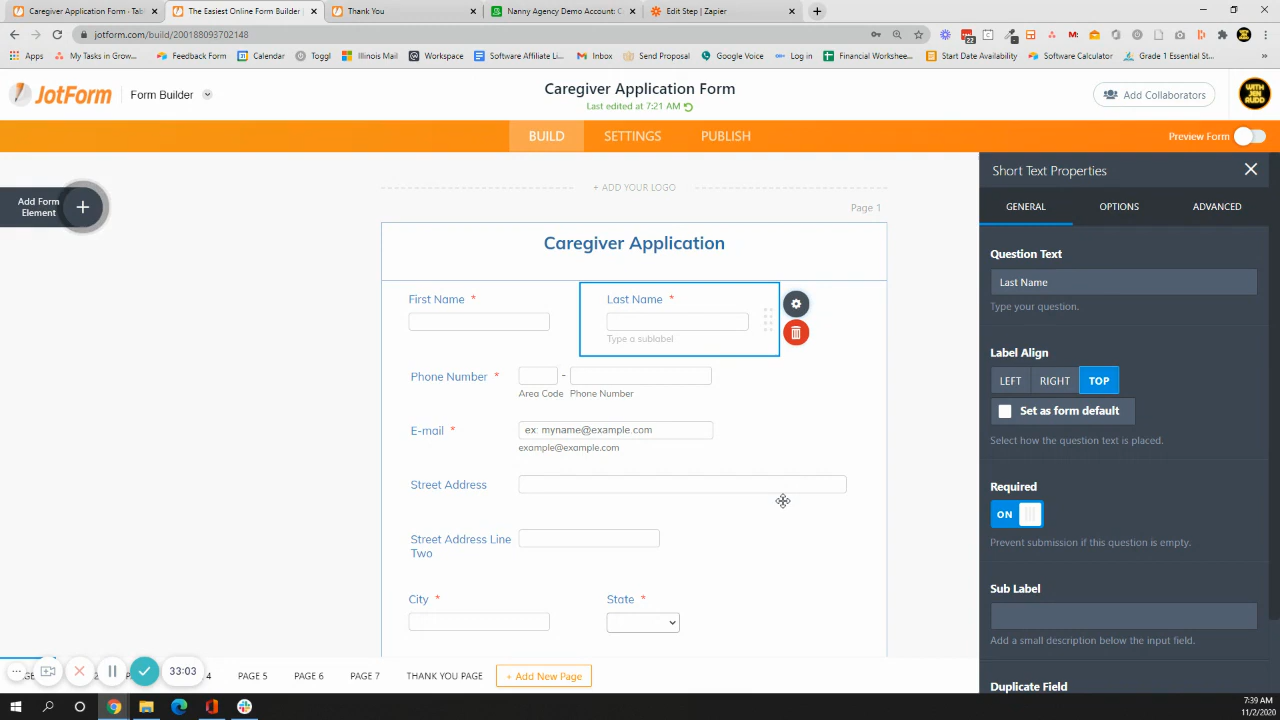 Caregiver Application Form - Tab
The Easiest Online Form Builder
Thank You
Nanny Agency Demo Account: C
Edit Step | Zapier
jotform.com/build/200188093702148
22
Apps
My Tasks in Grow...
Feedback Form
Calendar
Toggl
Illinois Mail
Workspace
Software Affiliate Li...
Inbox
Send Proposal
Google Voice
Log in
Financial Workshee...
Start Date Availability
Software Calculator
Grade 1 Essential St...
JotForm
Form Builder
Caregiver Application Form
Last edited at 7:21 AM
Add Collaborators
WITH JEN RUDD
BUILD
SETTINGS
PUBLISH
Preview Form
Add Form
Element
+ ADD YOUR LOGO
Page 1
Caregiver Application
First Name *
Last Name *
Type a sublabel
Phone Number *
-
Area Code
Phone Number
E-mail *
ex: myname@example.com
example@example.com
Street Address
Street Address Line
Two
City *
State *
Short Text Properties
GENERAL
OPTIONS
ADVANCED
Question Text
Last Name
Type your question.
Label Align
LEFT
RIGHT
TOP
Set as form default
Select how the question text is placed.
Required
ON
Prevent submission if this question is empty.
Sub Label
Add a small description below the input field.
Duplicate Field
33:03
4
PAGE 5
PAGE 6
PAGE 7
THANK YOU PAGE
+ Add New Page
7:39 AM
11/2/2020